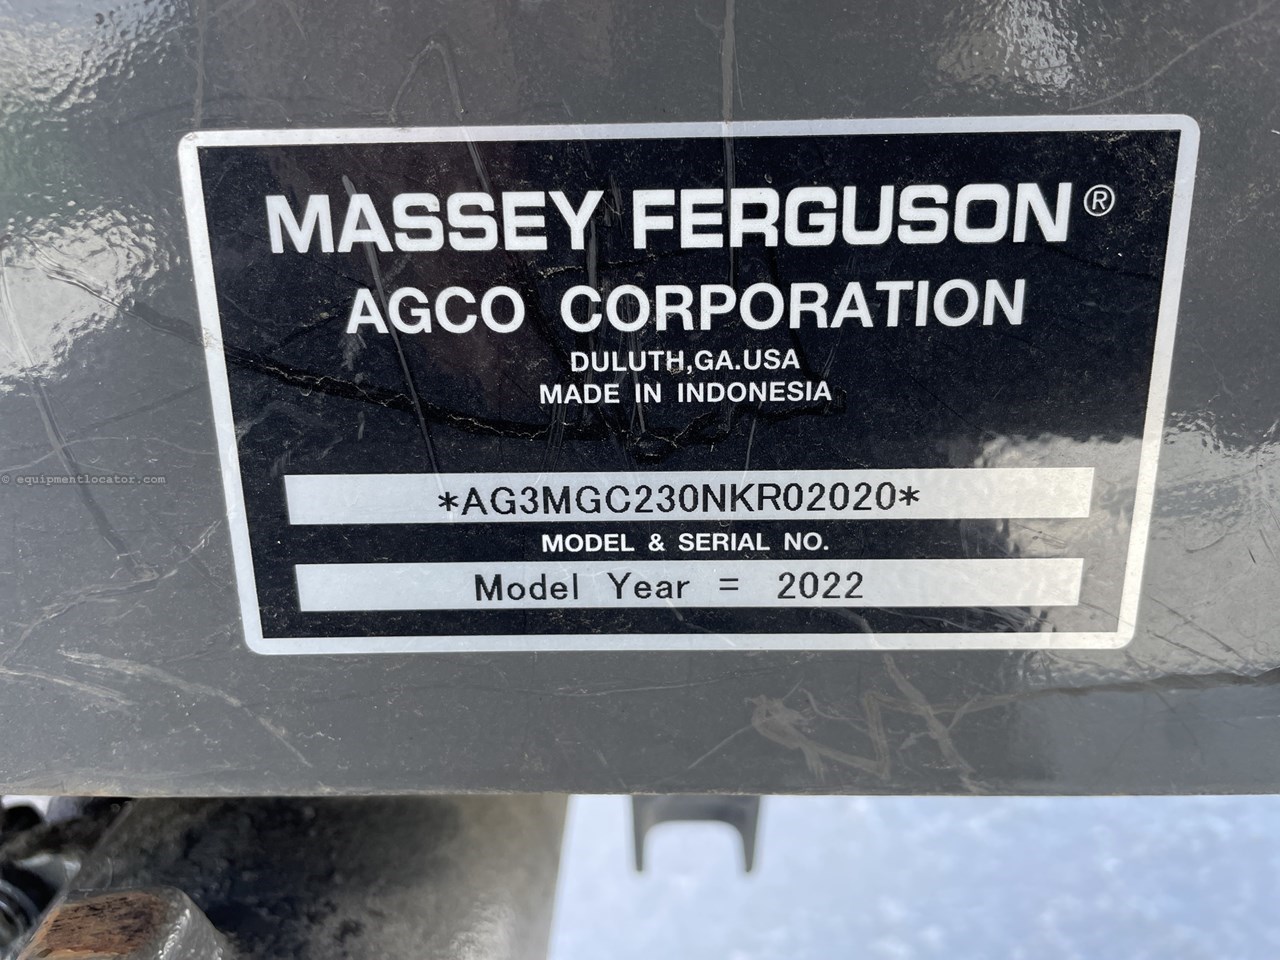 MASSEY FERGUSON®
AGCO CORPORATION
DULUTH,GA.USA
MADE IN INDONESIA
© equipmentlocator.com
*AG3MGC230NKR02020*
MODEL & SERIAL NO.
Model Year = 2022